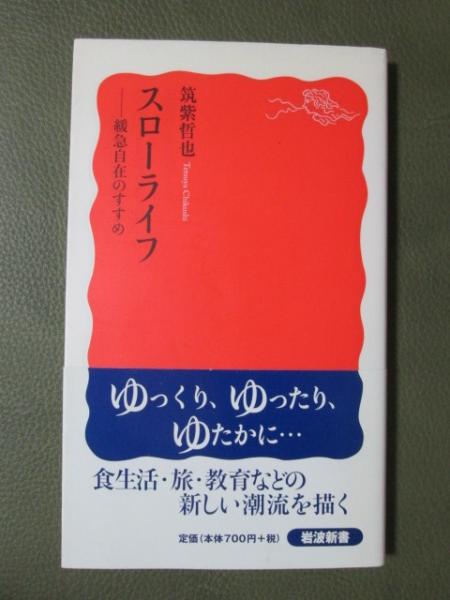 スローライフ
――緩急自在のすすめ
筑紫哲也
Tetsuya Chikushi
ゆっくり、ゆったり、
ゆたかに…
食生活・旅・教育などの
新しい潮流を描く
定価(本体700円+税)
岩波新書